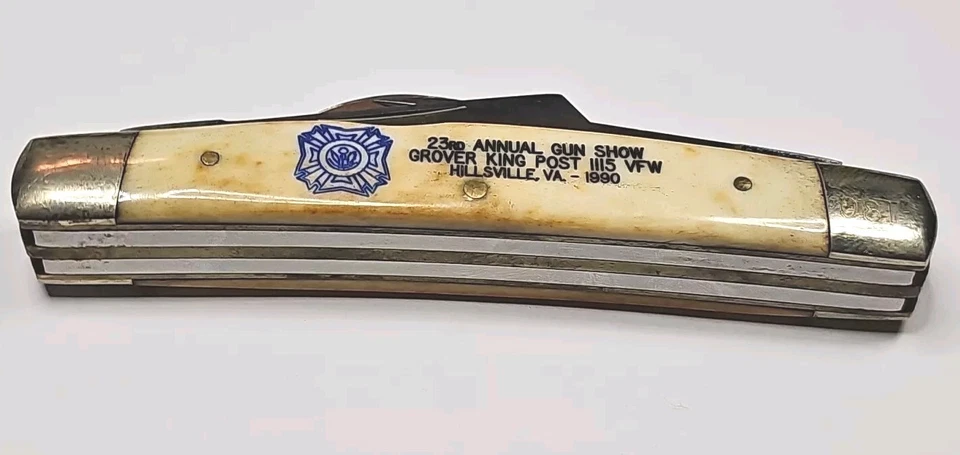 23RD ANNUAL GUN SHOW
GROVER KING POST 1115 VFW
HILLSVILLE, VA. - 1990